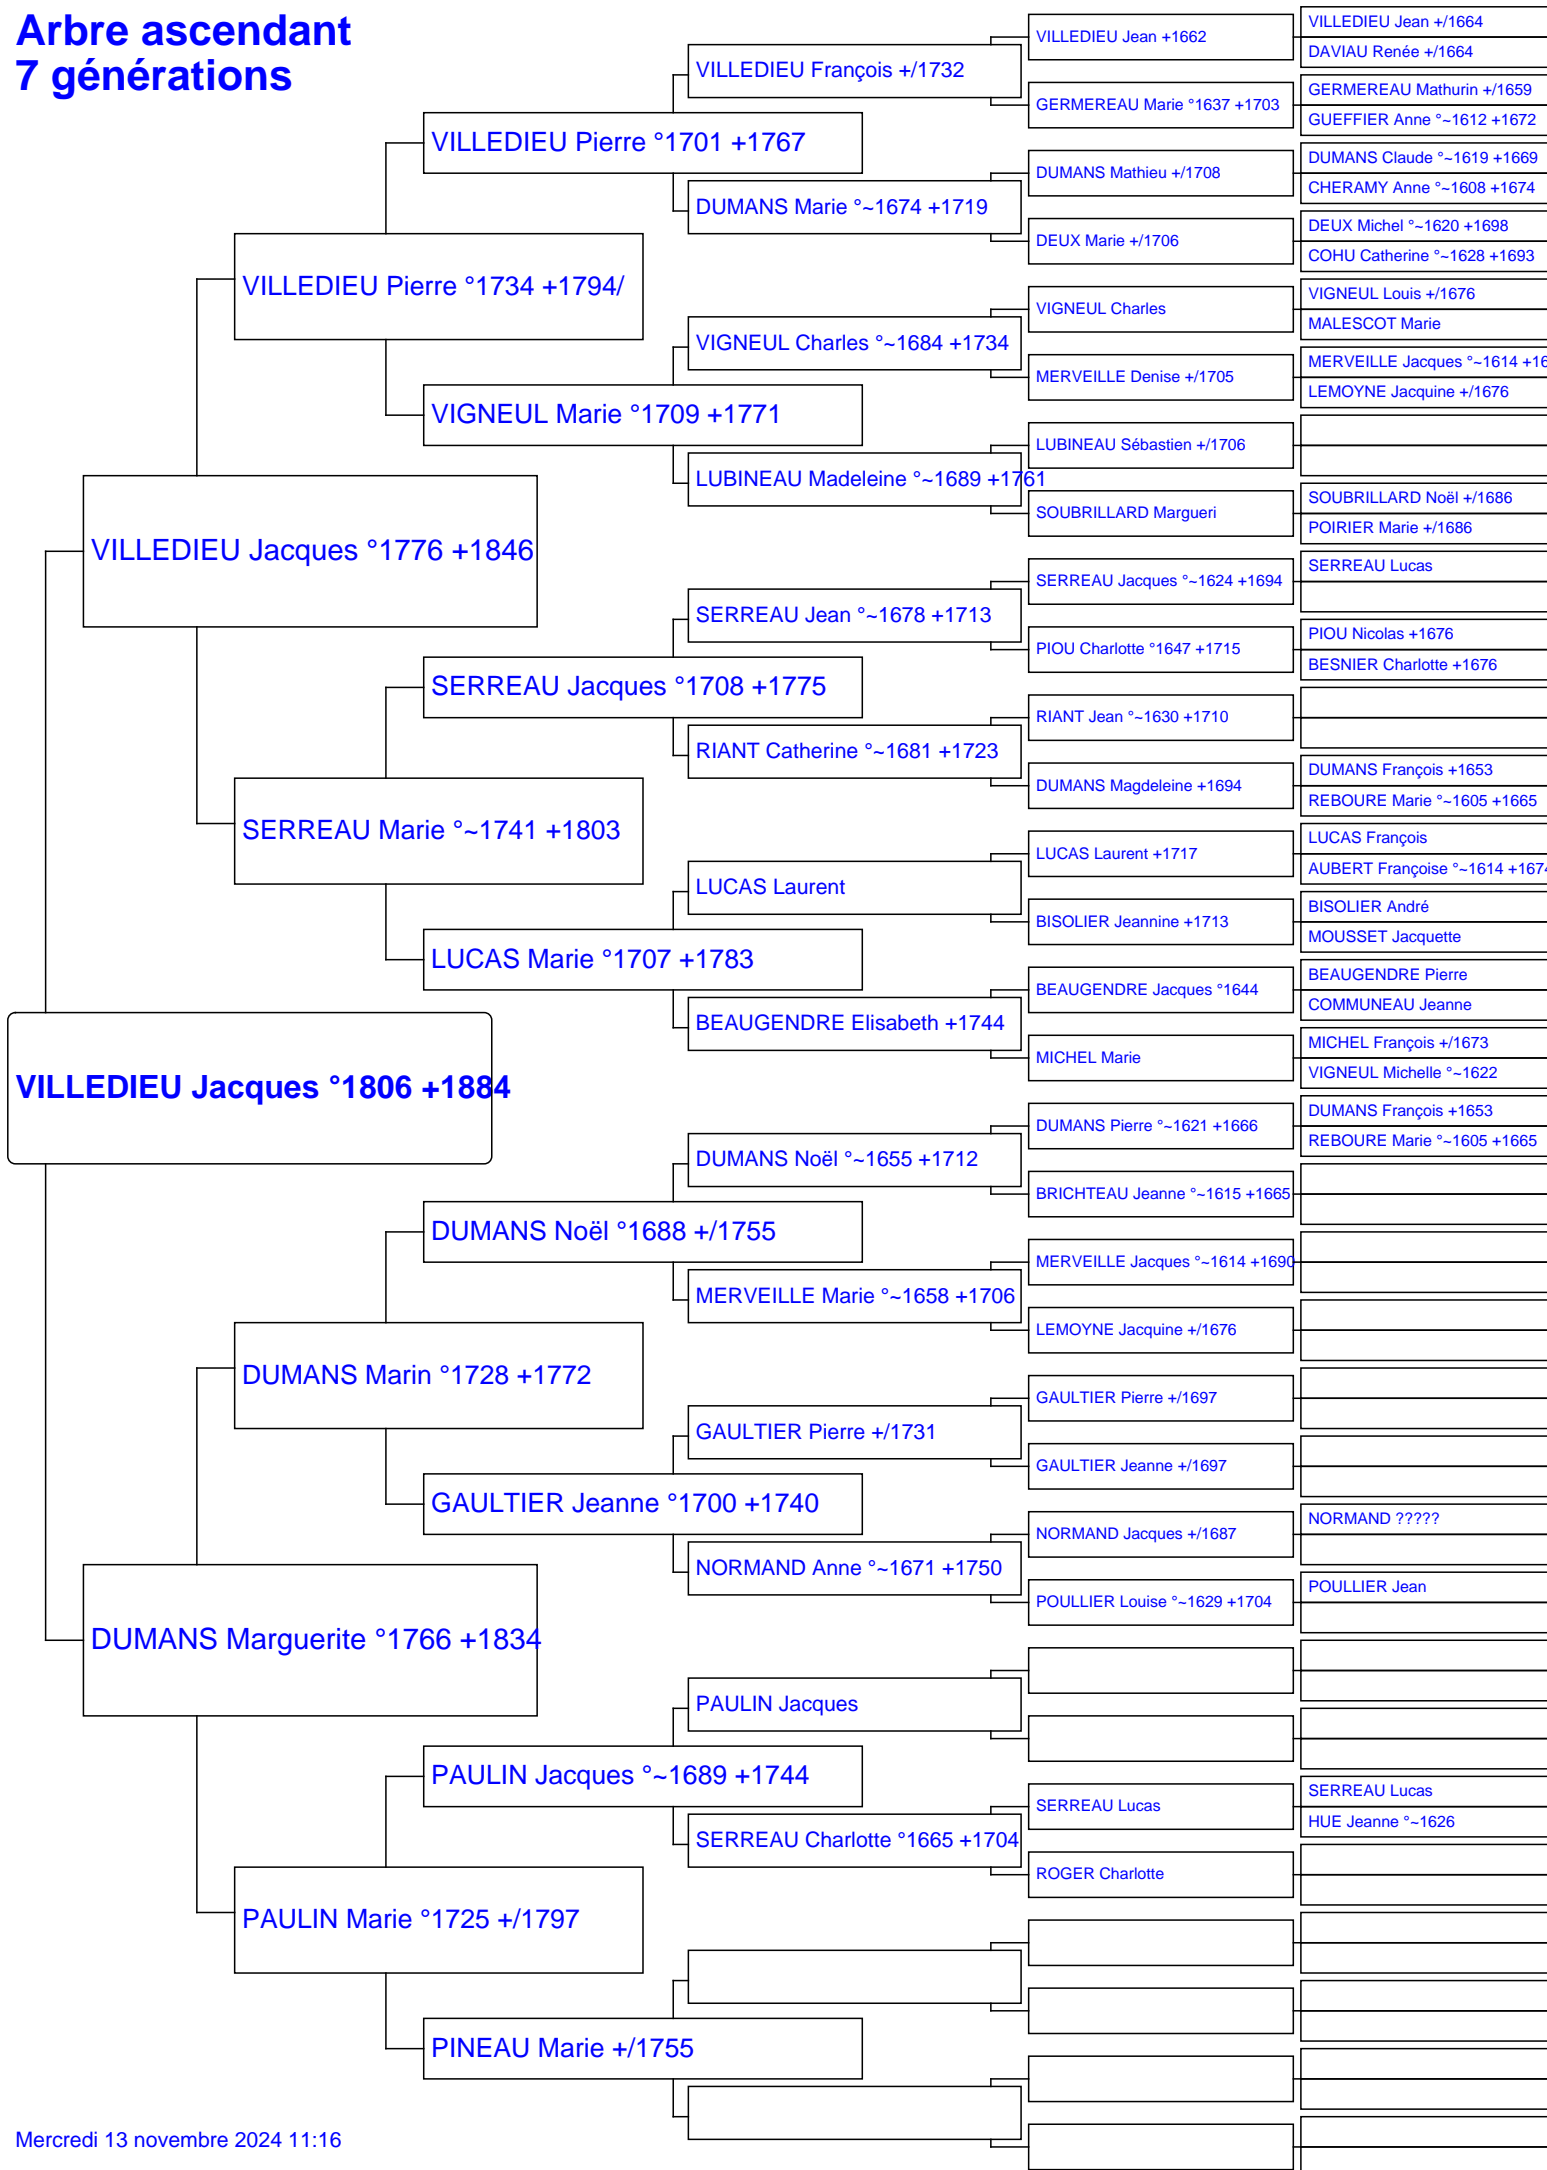 Arbre ascendant
7 générations
VILLEDIEU Jacques °1806 +1884
VILLEDIEU Jacques °1776 +1846
DUMANS Marguerite °1766 +1834
VILLEDIEU Pierre °1734 +1794/
SERREAU Marie °~1741 +1803
DUMANS Marin °1728 +1772
PAULIN Marie °1725 +/1797
VILLEDIEU Pierre °1701 +1767
VIGNEUL Marie °1709 +1771
SERREAU Jacques °1708 +1775
LUCAS Marie °1707 +1783
DUMANS Noël °1688 +/1755
GAULTIER Jeanne °1700 +1740
PAULIN Jacques °~1689 +1744
PINEAU Marie +/1755
VILLEDIEU François +/1732
DUMANS Marie °~1674 +1719
VIGNEUL Charles °~1684 +1734
LUBINEAU Madeleine °~1689 +1761
SERREAU Jean °~1678 +1713
RIANT Catherine °~1681 +1723
LUCAS Laurent
BEAUGENDRE Elisabeth +1744
DUMANS Noël °~1655 +1712
MERVEILLE Marie °~1658 +1706
GAULTIER Pierre +/1731
NORMAND Anne °~1671 +1750
PAULIN Jacques
SERREAU Charlotte °1665 +1704
VILLEDIEU Jean +1662
GERMEREAU Marie °1637 +1703
DUMANS Mathieu +/1708
DEUX Marie +/1706
VIGNEUL Charles
MERVEILLE Denise +/1705
LUBINEAU Sébastien +/1706
SOUBRILLARD Margueri
SERREAU Jacques °~1624 +1694
PIOU Charlotte °1647 +1715
RIANT Jean °~1630 +1710
DUMANS Magdeleine +1694
LUCAS Laurent +1717
BISOLIER Jeannine +1713
BEAUGENDRE Jacques °1644
MICHEL Marie
DUMANS Pierre °~1621 +1666
BRICHTEAU Jeanne °~1615 +1665
MERVEILLE Jacques °~1614 +1690
LEMOYNE Jacquine +/1676
GAULTIER Pierre +/1697
GAULTIER Jeanne +/1697
NORMAND Jacques +/1687
POULLIER Louise °~1629 +1704
SERREAU Lucas
ROGER Charlotte
VILLEDIEU Jean +/1664
DAVIAU Renée +/1664
GERMEREAU Mathurin +/1659
GUEFFIER Anne °~1612 +1672
DUMANS Claude °~1619 +1669
CHERAMY Anne °~1608 +1674
DEUX Michel °~1620 +1698
COHU Catherine °~1628 +1693
VIGNEUL Louis +/1676
MALESCOT Marie
MERVEILLE Jacques °~1614 +16
LEMOYNE Jacquine +/1676
SOUBRILLARD Noël +/1686
POIRIER Marie +/1686
SERREAU Lucas
PIOU Nicolas +1676
BESNIER Charlotte +1676
DUMANS François +1653
REBOURE Marie °~1605 +1665
LUCAS François
AUBERT Françoise °~1614 +1674
BISOLIER André
MOUSSET Jacquette
BEAUGENDRE Pierre
COMMUNEAU Jeanne
MICHEL François +/1673
VIGNEUL Michelle °~1622
DUMANS François +1653
REBOURE Marie °~1605 +1665
NORMAND ?????
POULLIER Jean
SERREAU Lucas
HUE Jeanne °~1626
Mercredi 13 novembre 2024 11:16